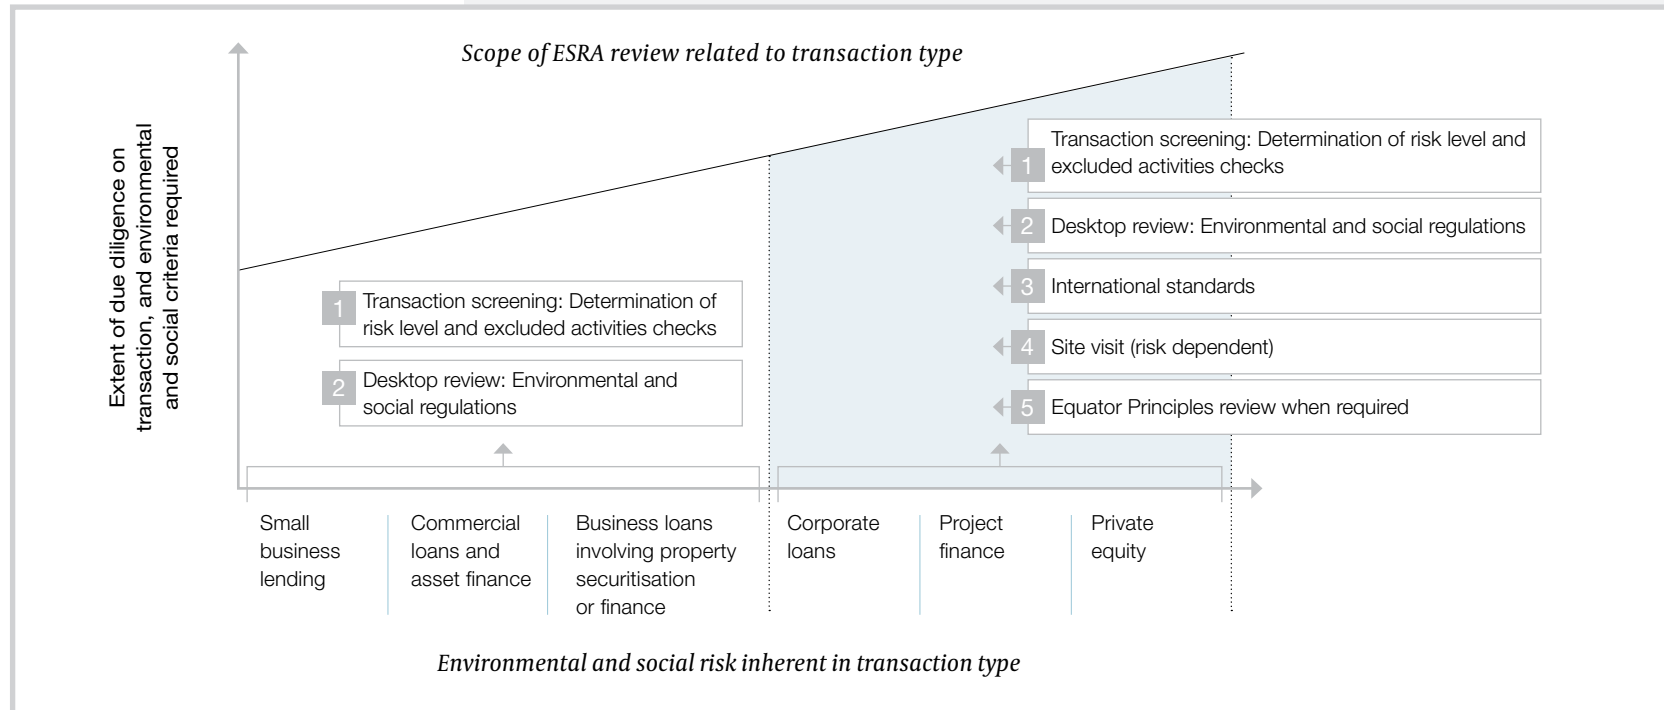 Scope of ESRA review related to transaction type
Extent of due diligence on
transaction, and environmental
and social criteria required
1
Transaction screening: Determination of
risk level and excluded activities checks
2
Desktop review: Environmental and
social regulations
1
Transaction screening: Determination of risk level and
excluded activities checks
2
Desktop review: Environmental and social regulations
3
International standards
4
Site visit (risk dependent)
5
Equator Principles review when required
Small
business
lending
Commercial
loans and
asset finance
Business loans
involving property
securitisation
or finance
Corporate
loans
Project
finance
Private
equity
Environmental and social risk inherent in transaction type